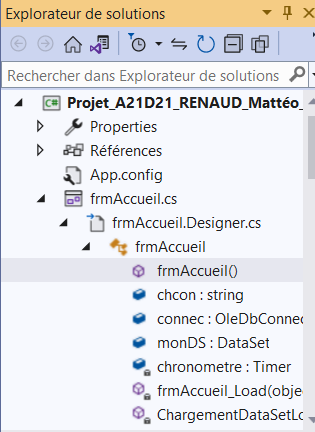 Explorateur de solutions
Rechercher dans Explorateur de solutions
C# Projet_A21D21_RENAUD_Mattéo_
Properties
Références
App.config
frmAccueil.cs
frmAccueil.Designer.cs
frmAccueil
frmAccueil()
chcon : string
connec : OleDbConnec
monDS : DataSet
chronometre : Timer
frmAccueil_Load(objec
ChargementDataSetLo